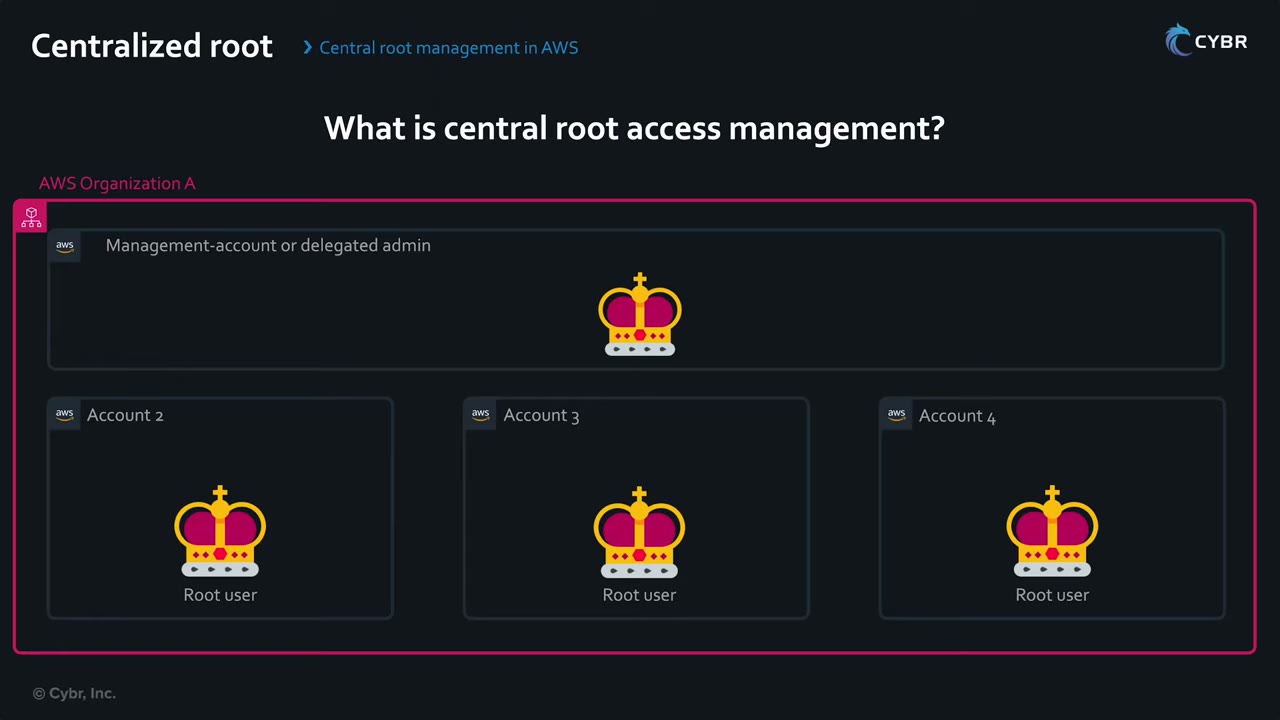 Centralized root
› Central root management in AWS
CYBR
What is central root access management?
AWS Organization A
aws
Management-account or delegated admin
aws
Account 2
aws
Account 3
aws
Account 4
Root user
Root user
Root user
© Cybr, Inc.